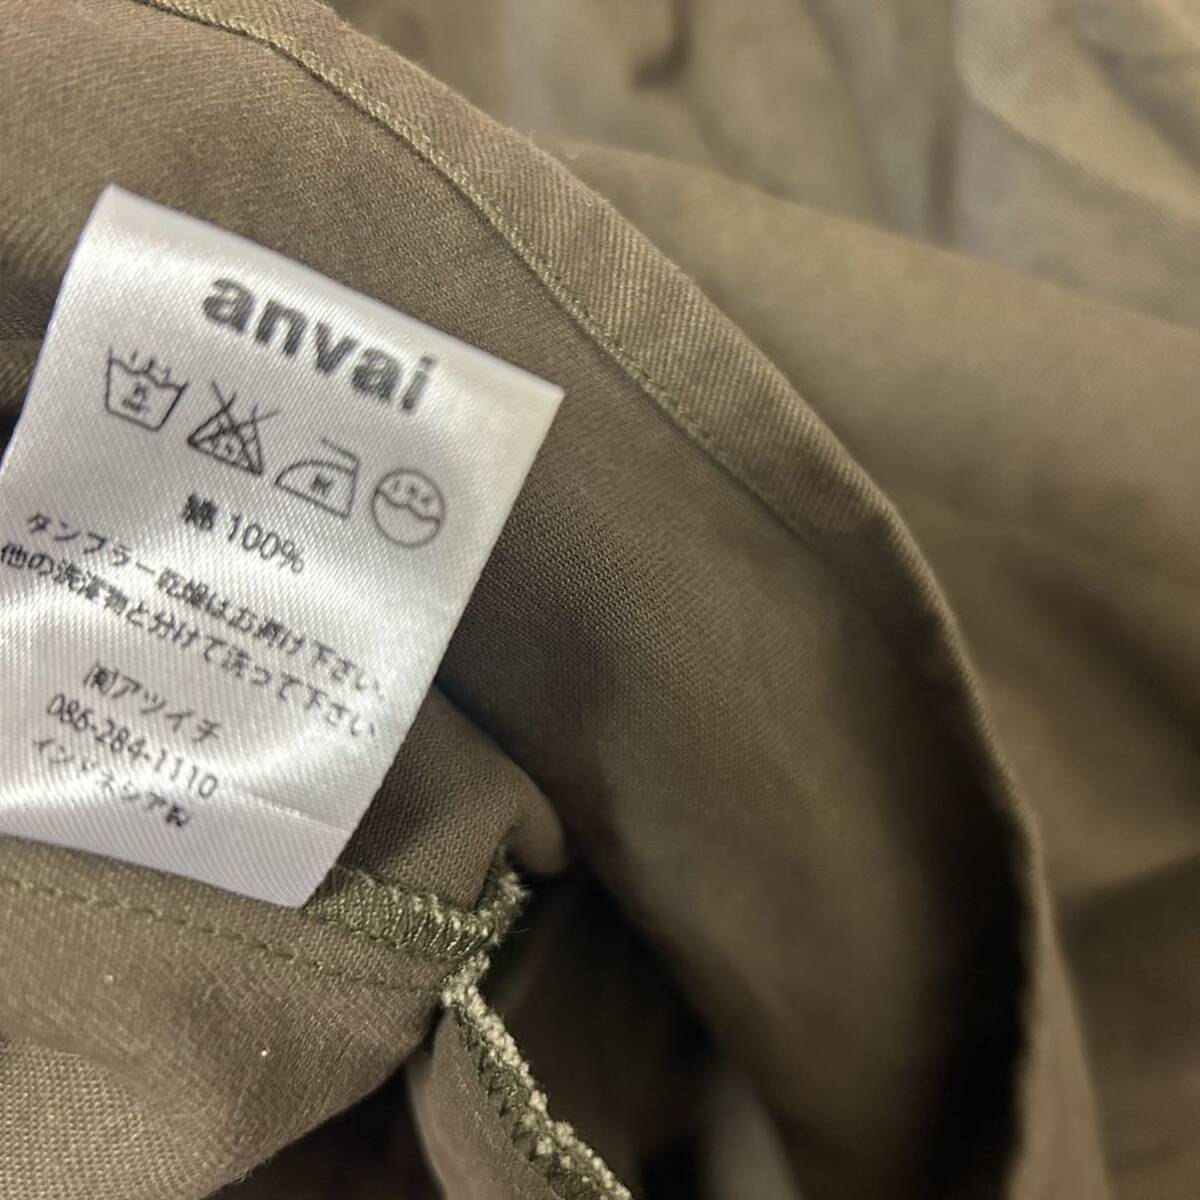 anvai
綿 100%
タンブラー乾燥はお避け下さい。
他の洗濯物と分けて洗って下さい
㈲アツイチ
086-284-1110
インドネシア製